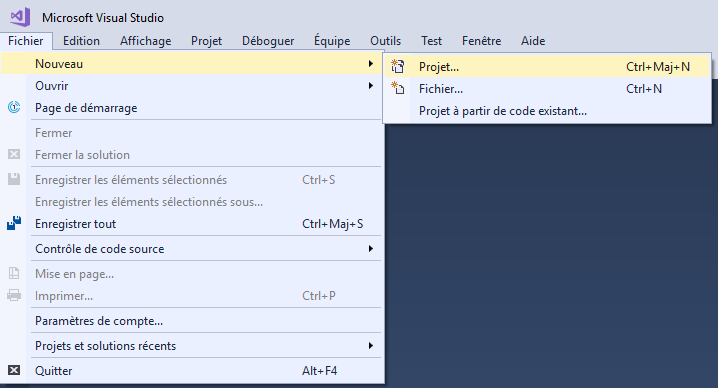 Microsoft Visual Studio
Fichier Edition Affichage Projet Déboguer Équipe Outils Test Fenêtre Aide
Nouveau
Projet... Ctrl+Maj+N
Fichier... Ctrl+N
Projet à partir de code existant...
Ouvrir
Page de démarrage
Fermer
Fermer la solution
Enregistrer les éléments sélectionnés Ctrl+S
Enregistrer les éléments sélectionnés sous...
Enregistrer tout Ctrl+Maj+S
Contrôle de code source
Mise en page...
Imprimer... Ctrl+P
Paramètres de compte...
Projets et solutions récents
Quitter Alt+F4